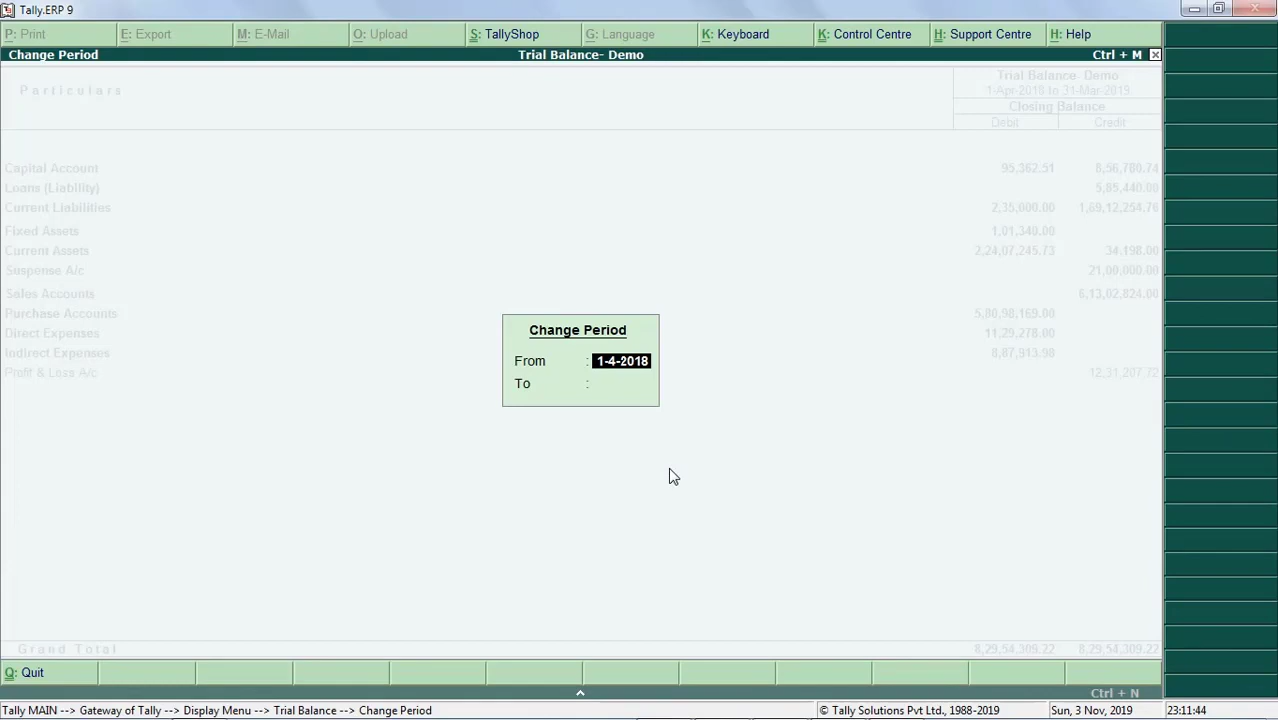 Tally.ERP 9
P: Print E: Export M: E-Mail O: Upload S: TallyShop G: Language K: Keyboard K: Control Centre H: Support Centre H: Help
Change Period Trial Balance- Demo Ctrl + M
Particulars Trial Balance- Demo
1-Apr-2018 to 31-Mar-2019
Closing Balance
Debit Credit
Capital Account 95,362.51 8,56,780.74
Loans (Liability) 5,85,440.00
Current Liabilities 2,35,000.00 1,69,12,254.76
Fixed Assets 1,01,340.00
Current Assets 2,24,07,245.73 34,198.00
Suspense A/c 21,00,000.00
Sales Accounts 6,13,02,824.00
Purchase Accounts 5,80,98,169.00
Direct Expenses 11,29,278.00
Indirect Expenses 8,87,913.98
Profit & Loss A/c 12,31,207.72
Change Period
From : 1-4-2018
To :
Grand Total 8,29,54,309.22 8,29,54,309.22
Q: Quit
Ctrl + N
Tally MAIN --> Gateway of Tally --> Display Menu --> Trial Balance --> Change Period © Tally Solutions Pvt Ltd., 1988-2019 Sun, 3 Nov, 2019 23:11:44